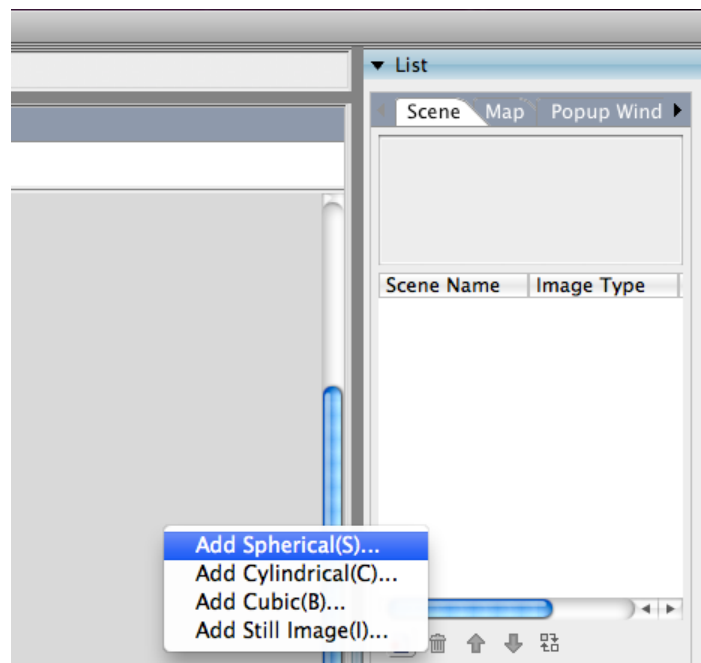 List
Scene Map Popup Wind
Scene Name Image Type
Add Spherical(S)...
Add Cylindrical(C)...
Add Cubic(B)...
Add Still Image(I)...